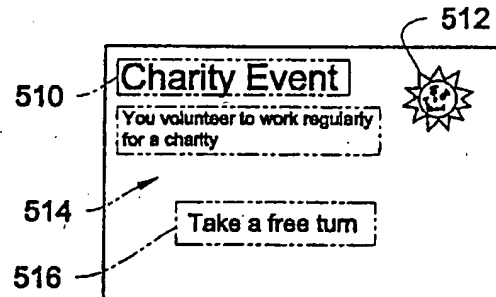 512
510
Charity Event
You volunteer to work regularly
for a charity
514
Take a free turn
516